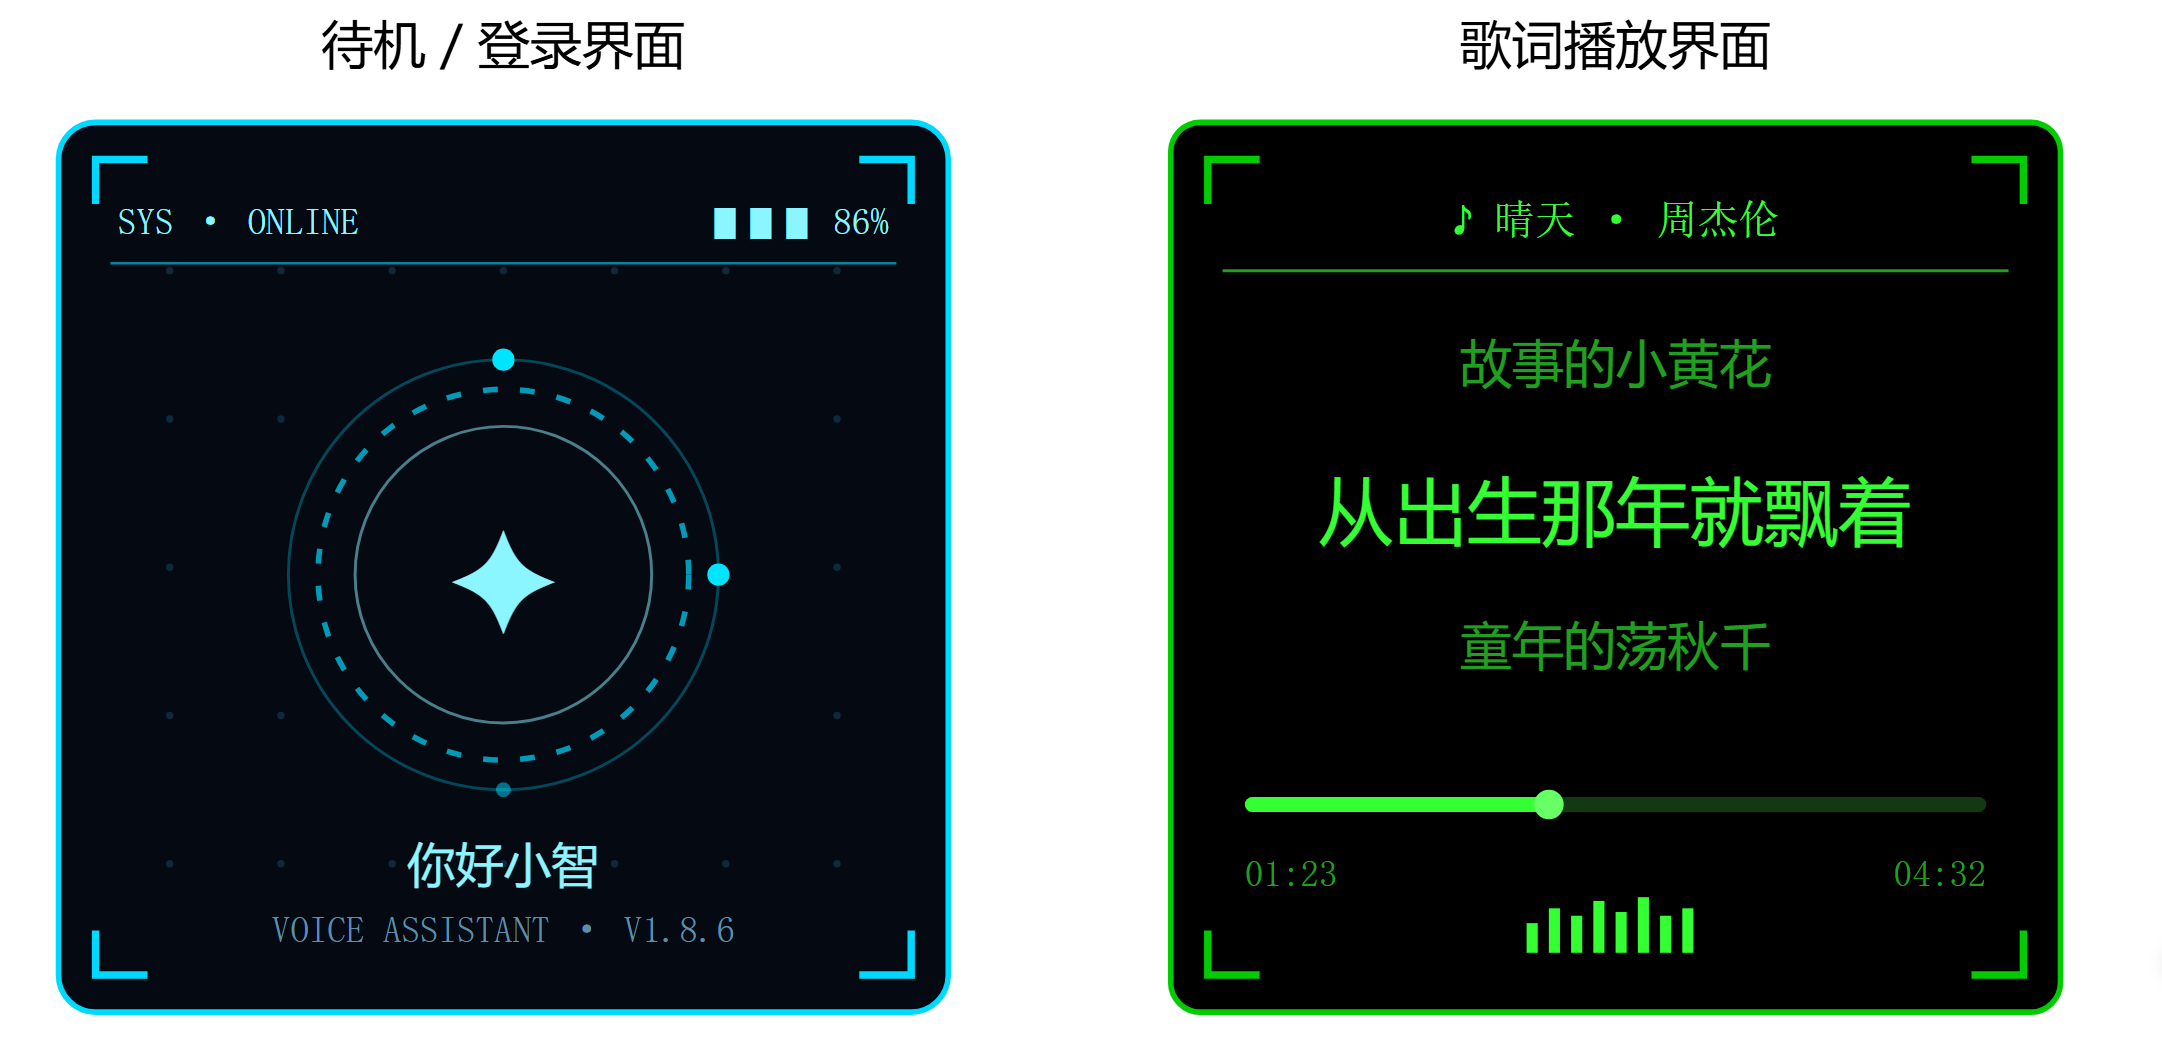 待机 / 登录界面
SYS • ONLINE
86%
你好小智
VOICE ASSISTANT • V1.8.6
歌词播放界面
♪ 晴天 • 周杰伦
故事的小黄花
从出生那年就飘着
童年的荡秋千
01:23
04:32